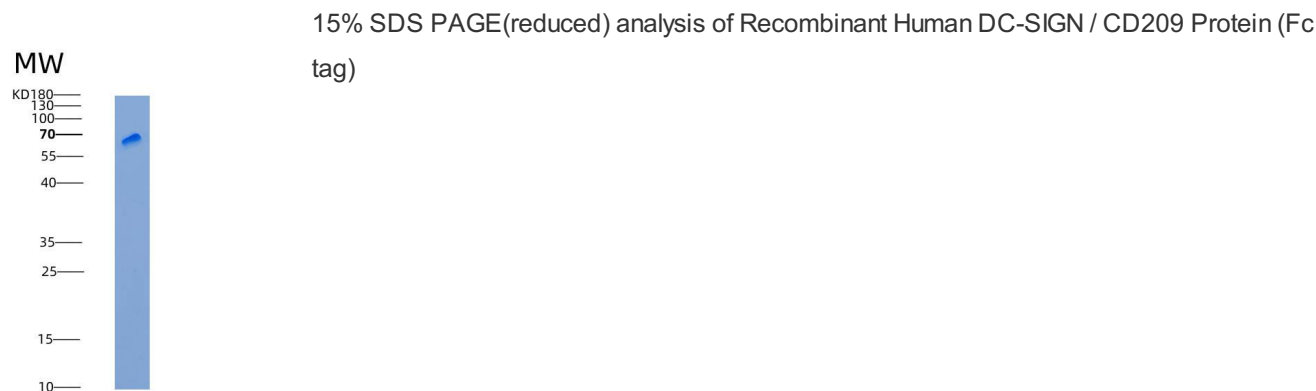 15% SDS PAGE(reduced) analysis of Recombinant Human DC-SIGN / CD209 Protein (Fc
tag)
MW
KD180
130
100
70
55
40
35
25
15
10